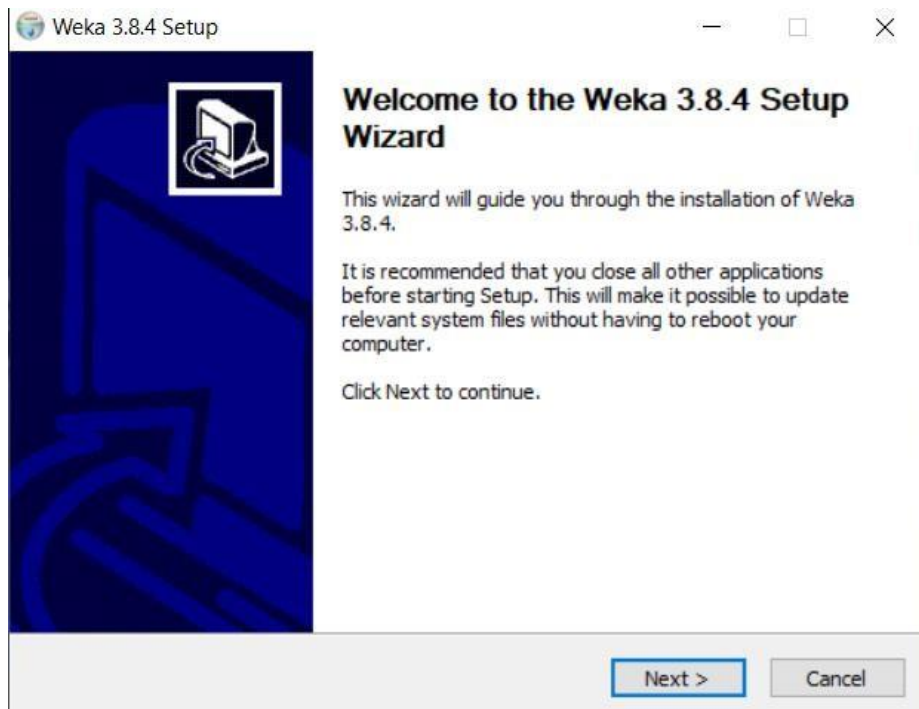 Weka 3.8.4 Setup
Welcome to the Weka 3.8.4 Setup
Wizard
This wizard will guide you through the installation of Weka
3.8.4.
It is recommended that you close all other applications
before starting Setup. This will make it possible to update
relevant system files without having to reboot your
computer.
Click Next to continue.
Next >
Cancel